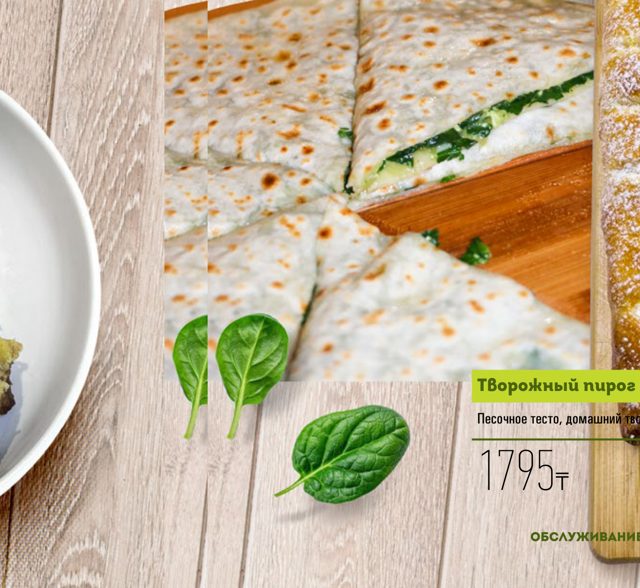 Творожный пирог
Песочное тесто, домашний
1795₸
ОБСЛУЖИВАНИЕ